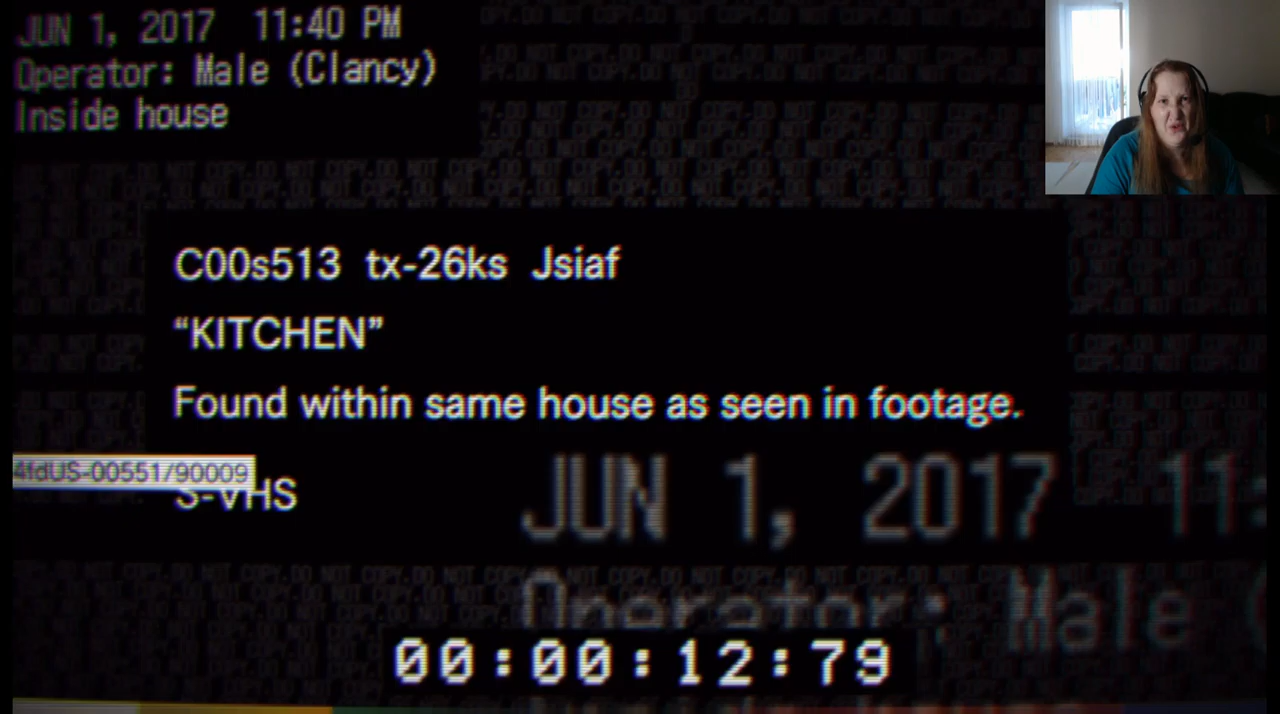 JUN 1, 2017 11:40 PM
Operator: Male (Clancy)
Inside house
C00s513 tx-26ks Jsiaf
“KITCHEN”
Found within same house as seen in footage.
4fdUS-00551/90009
S-VHS
JUN 1, 2017 11:
Operator: Male (
00:00:12:79